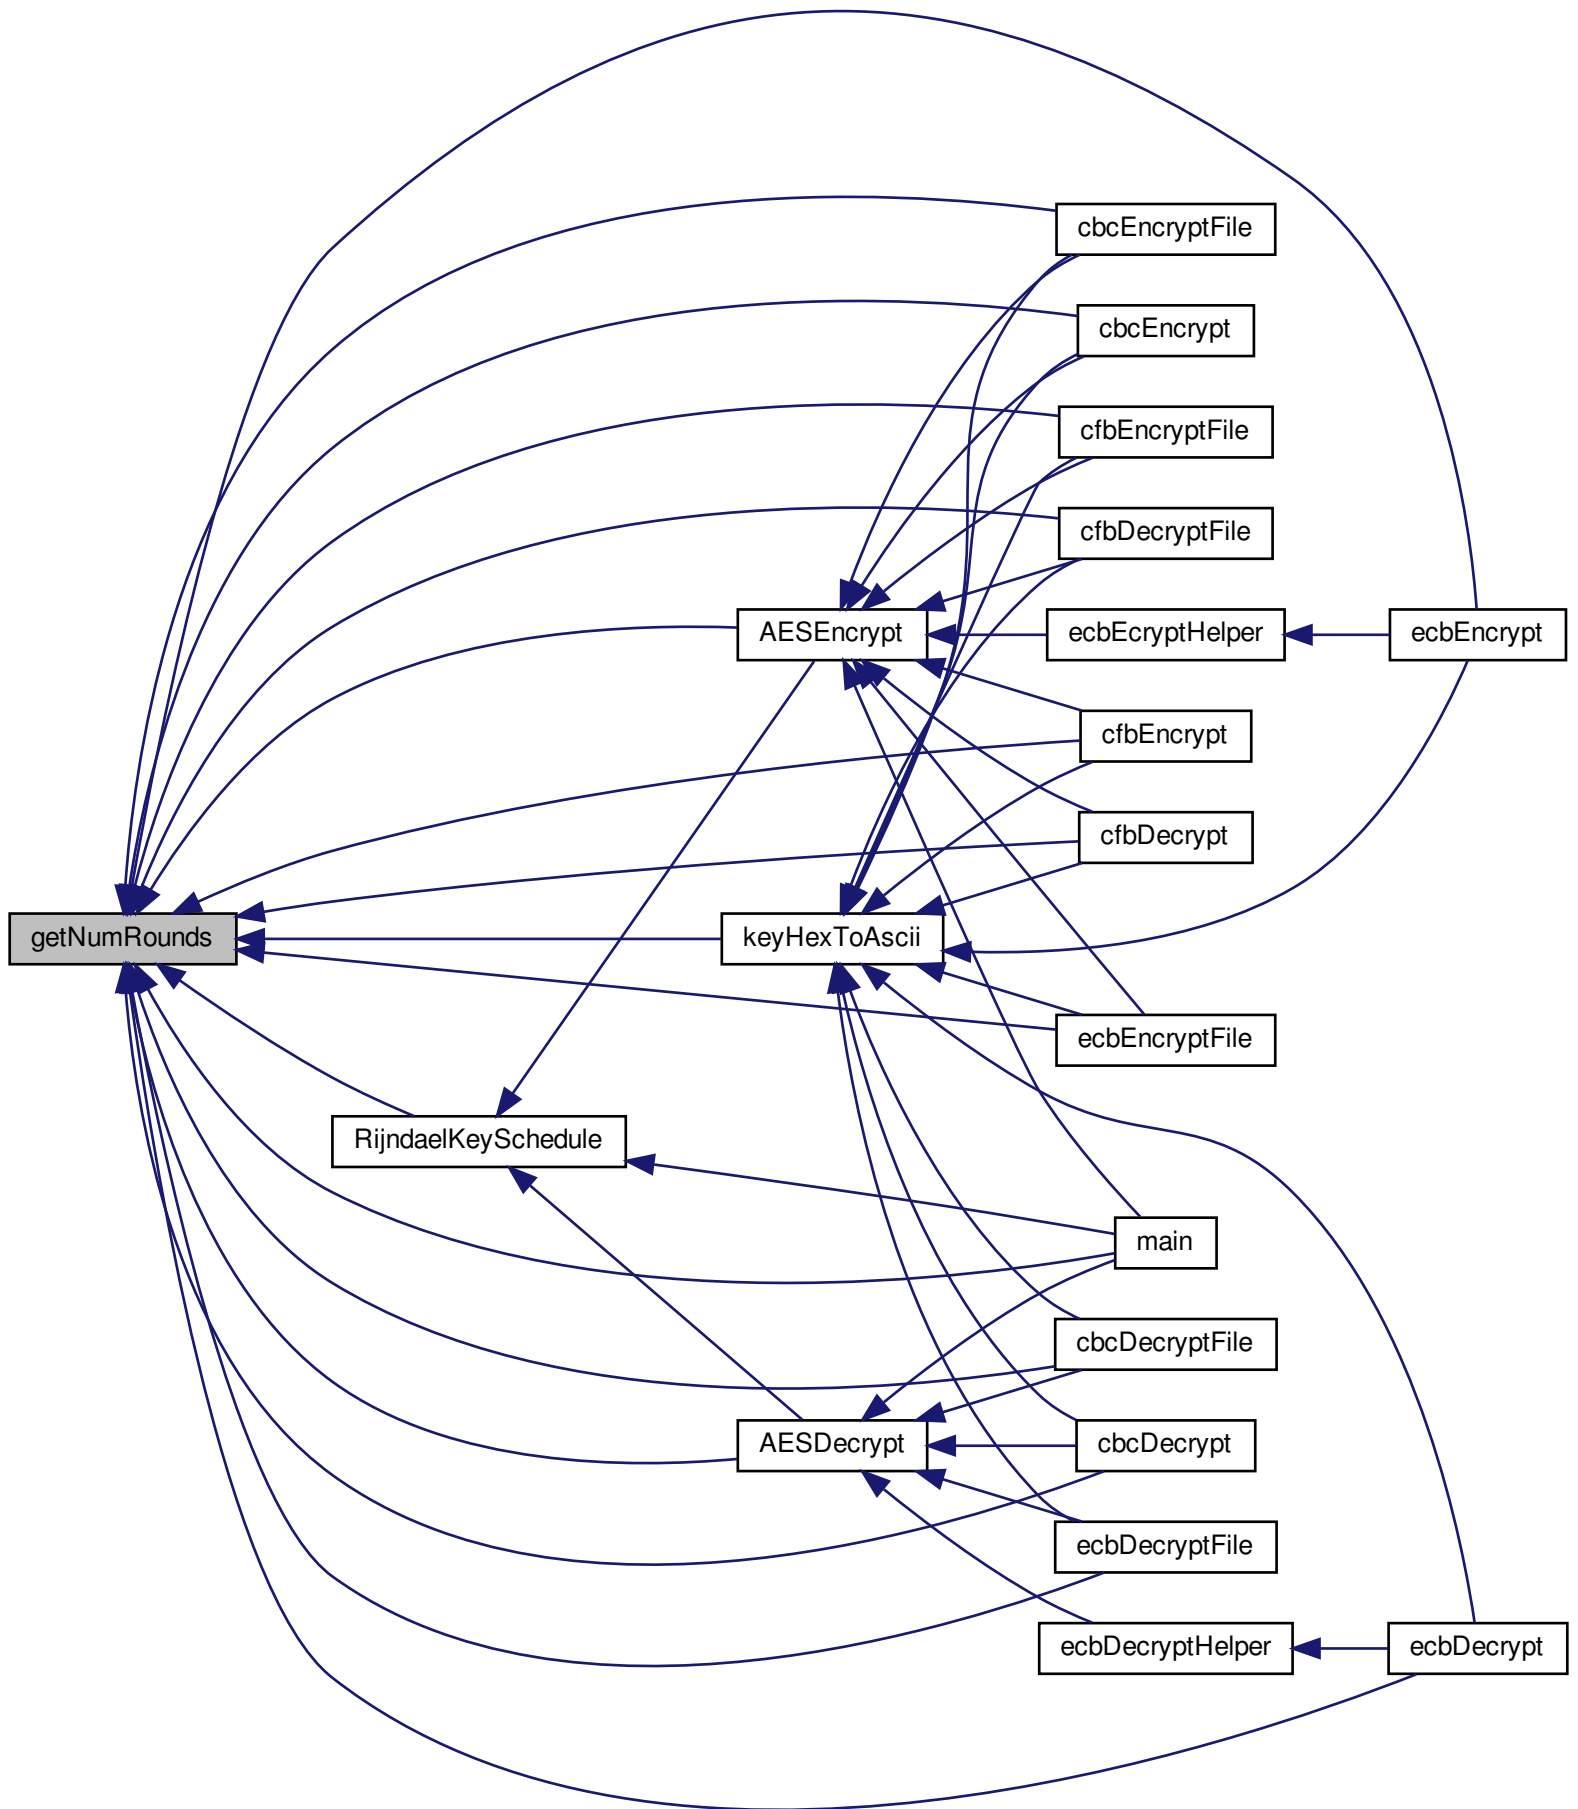 cbcEncryptFile
cbcEncrypt
cfbEncryptFile
cfbDecryptFile
AESEncrypt
ecbEcryptHelper
ecbEncrypt
cfbEncrypt
cfbDecrypt
getNumRounds
keyHexToAscii
ecbEncryptFile
RijndaelKeySchedule
main
cbcDecryptFile
AESDecrypt
cbcDecrypt
ecbDecryptFile
ecbDecryptHelper
ecbDecrypt